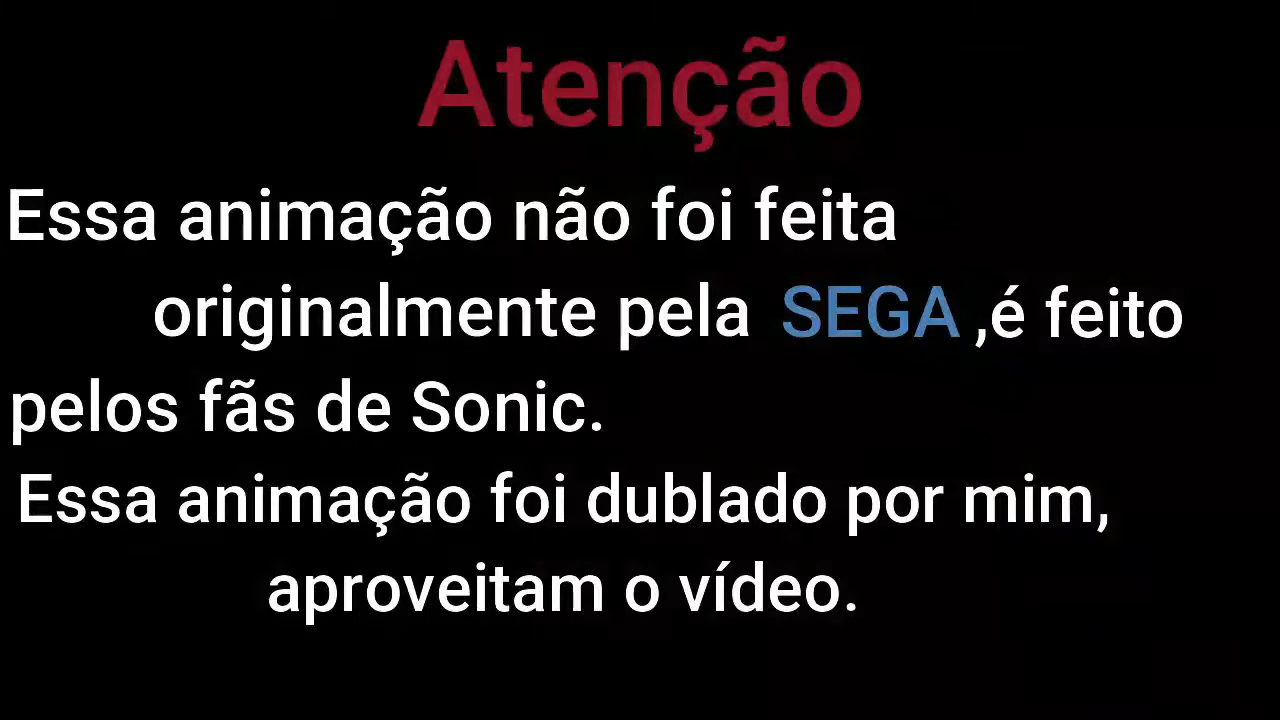 Atenção
Essa animação não foi feita
originalmente pela SEGA ,é feito
pelos fãs de Sonic.
Essa animação foi dublado por mim,
aproveitam o vídeo.